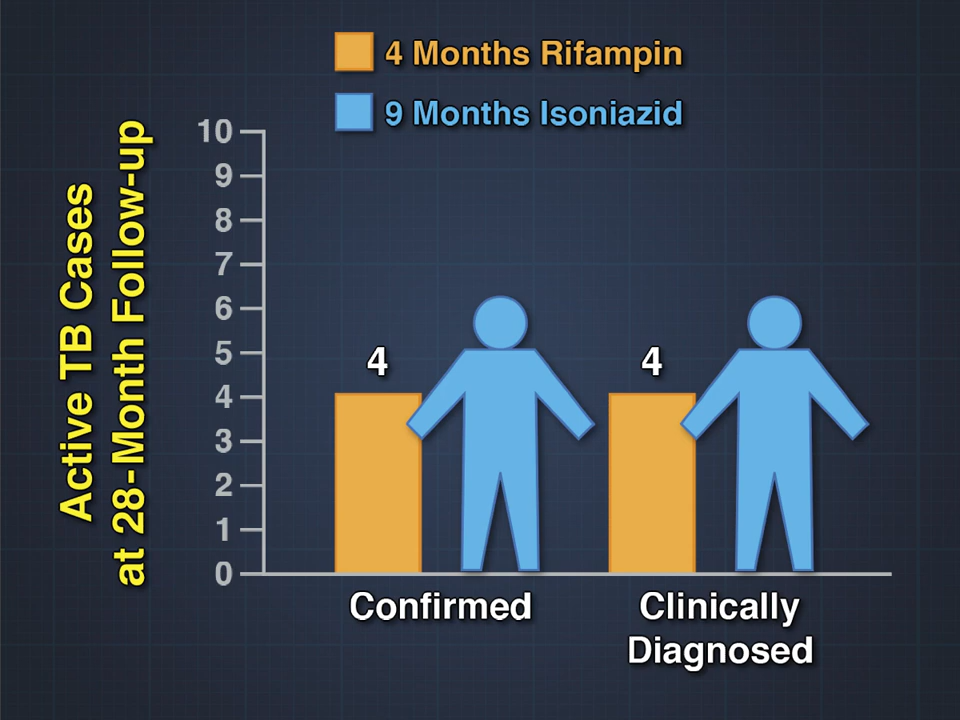 4 Months Rifampin
9 Months Isoniazid
Active TB Cases
at 28-Month Follow-up
10
9
8
7
6
5
4
3
2
1
0
4
4
Confirmed
Clinically
Diagnosed